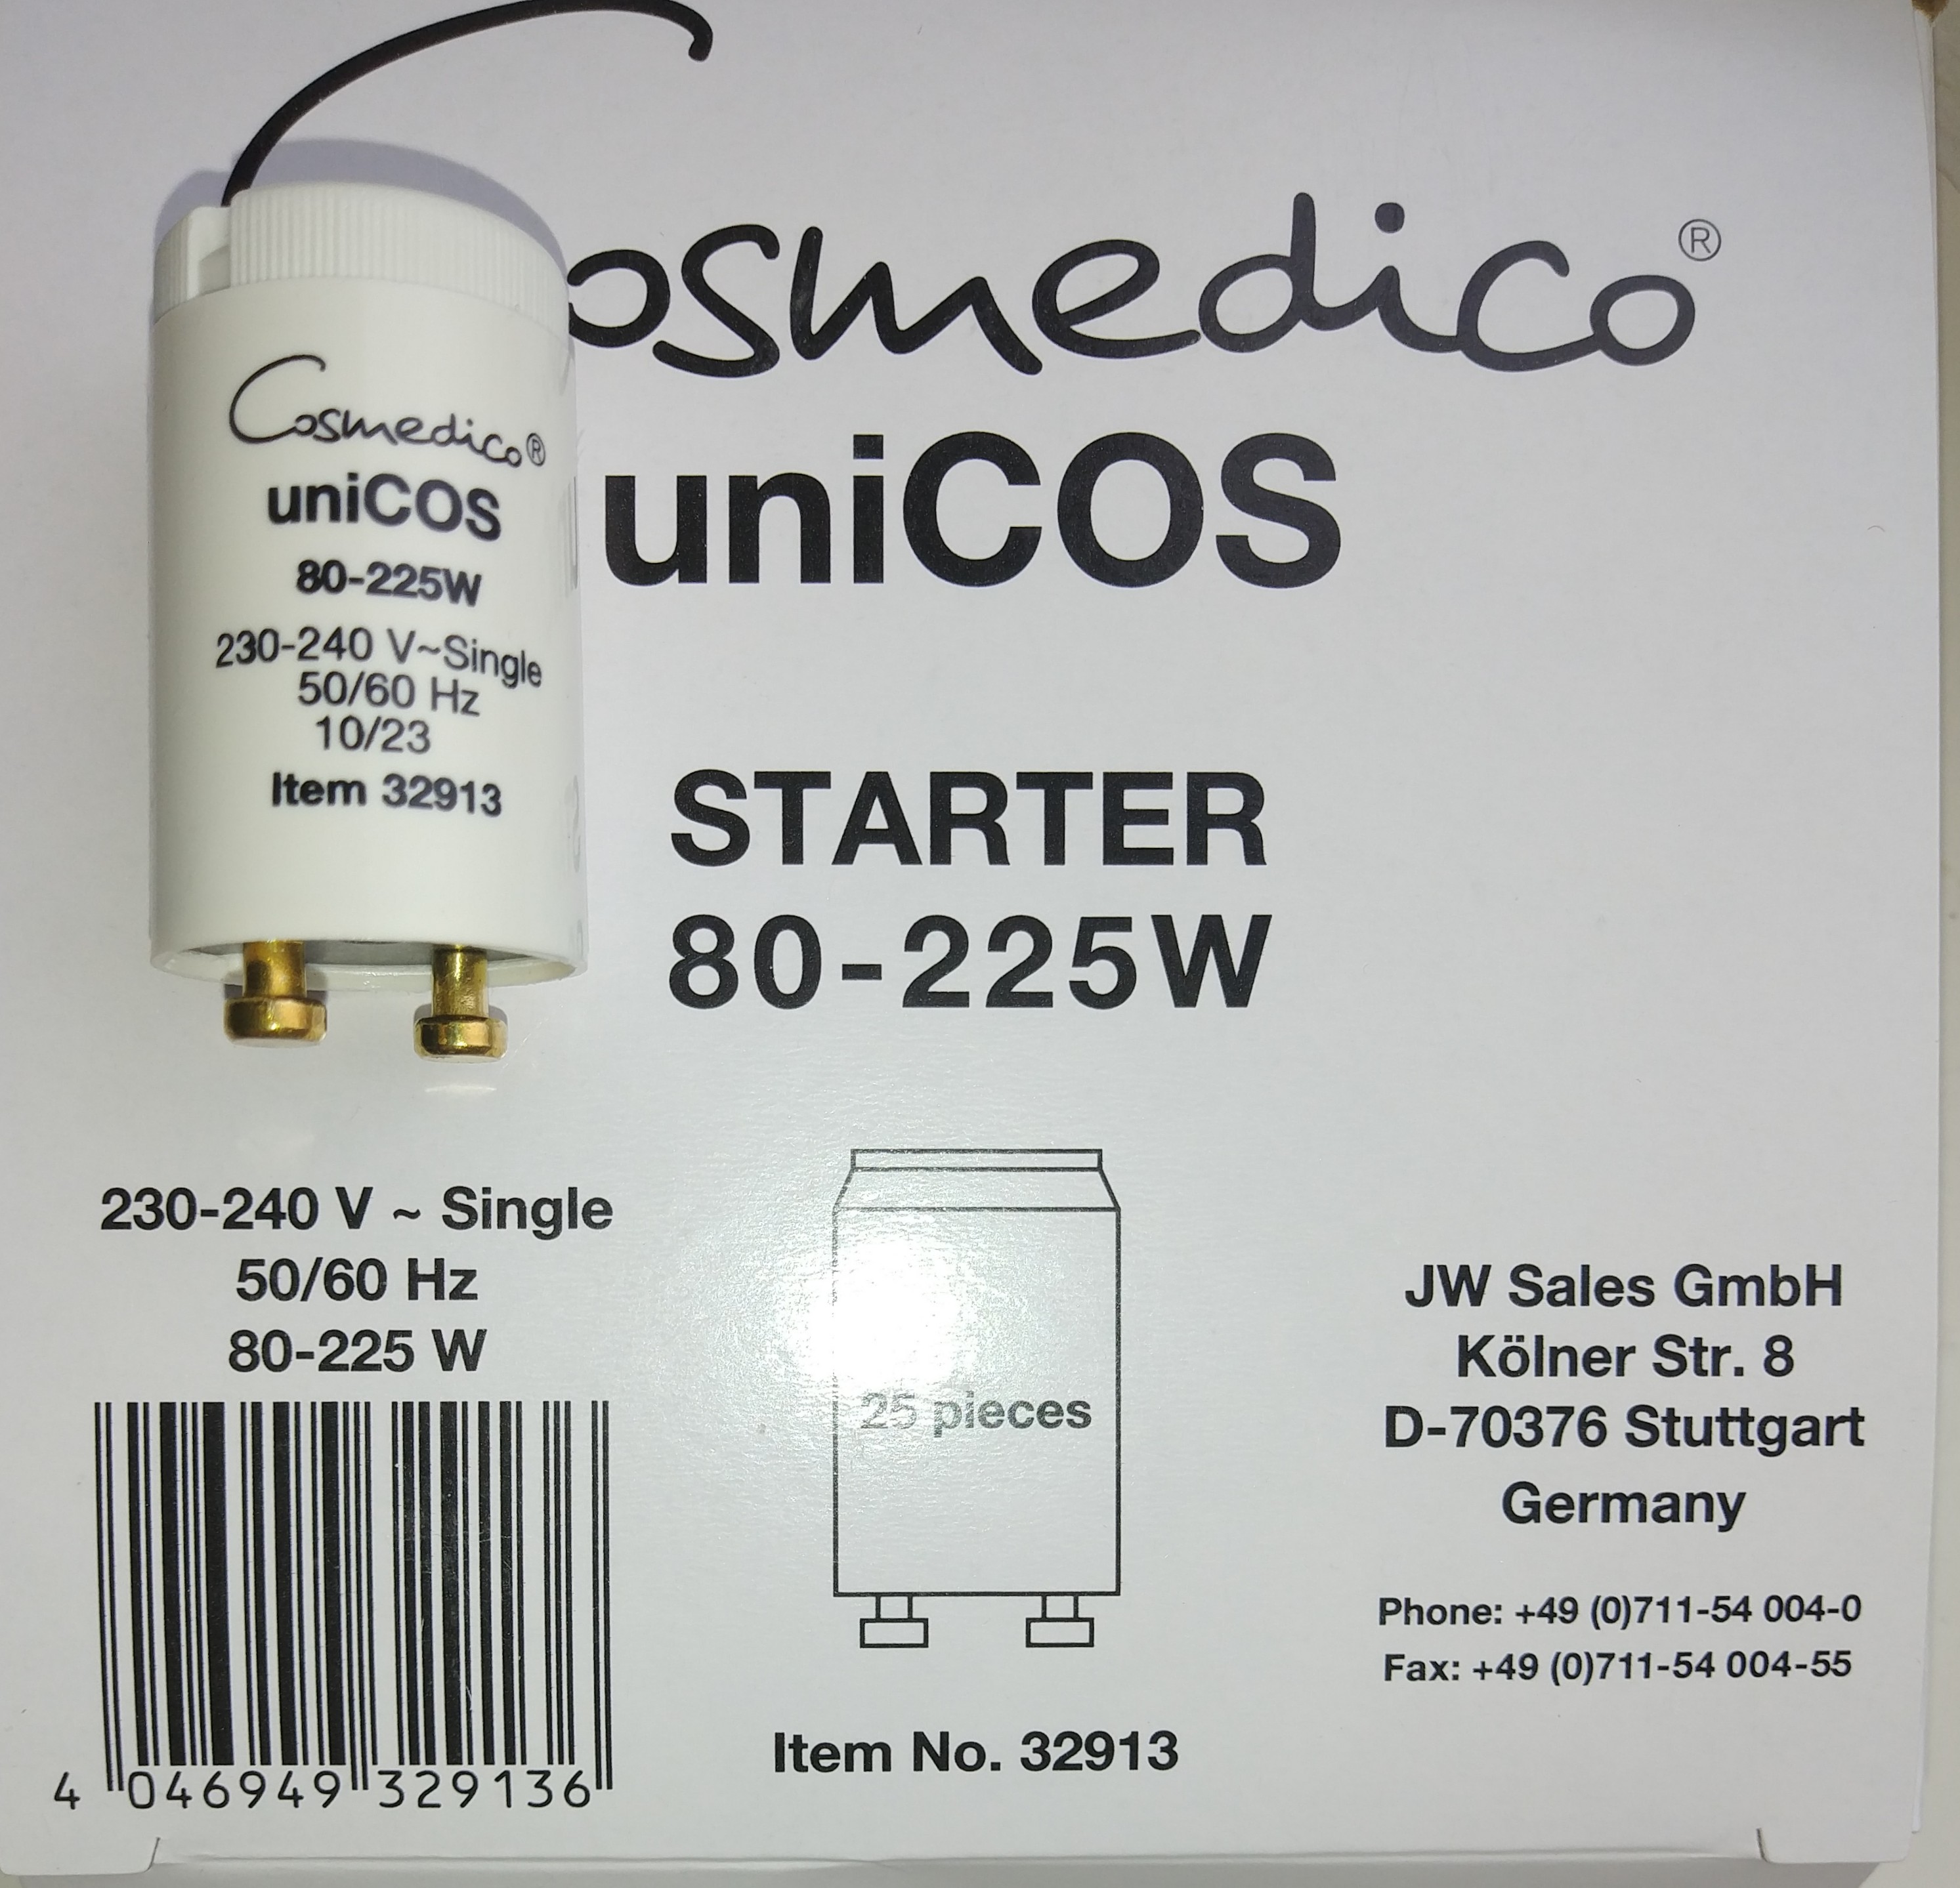 Cosmedico®
uniCOS
STARTER
80-225W
Cosmedico®
uniCOS
80-225W
230-240 V~Single
50/60 Hz
10/23
Item 32913
230-240 V ~ Single
50/60 Hz
80-225 W
4 046949 329136
25 pieces
Item No. 32913
JW Sales GmbH
Kölner Str. 8
D-70376 Stuttgart
Germany
Phone: +49 (0)711-54 004-0
Fax: +49 (0)711-54 004-55